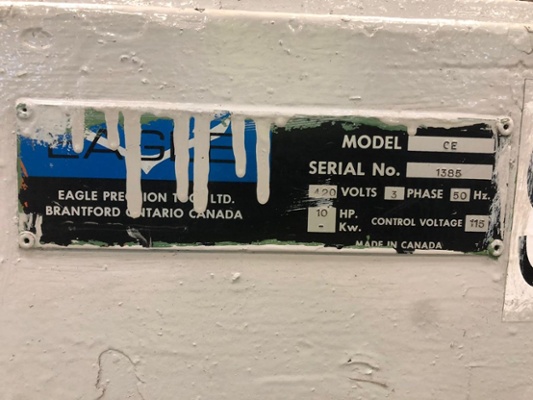 EAGLE
EAGLE PRECISION TOOL LTD.
BRANTFORD ONTARIO CANADA
MODEL CE
SERIAL No. 1385
420 VOLTS 3 PHASE 50 Hz.
10 HP.
- Kw.
CONTROL VOLTAGE 115
MADE IN CANADA